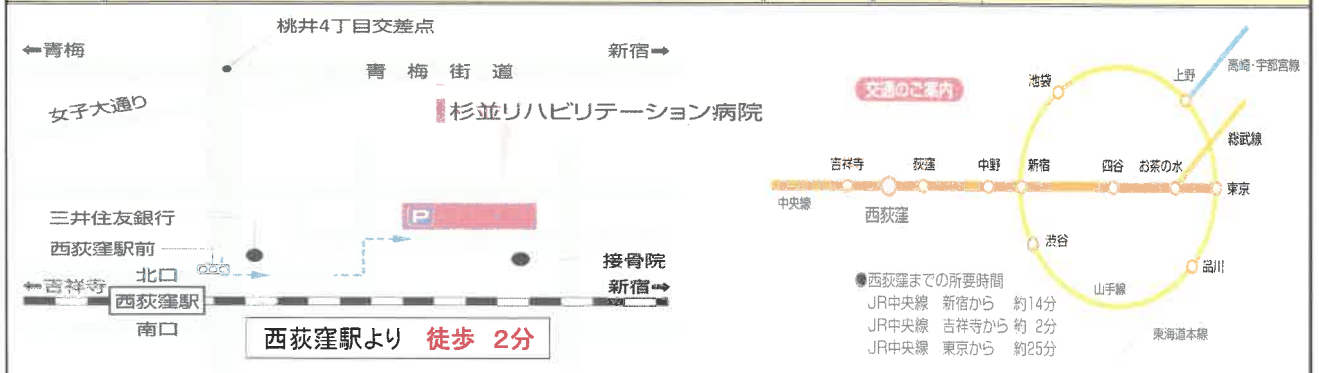 桃井4丁目交差点
←青梅
新宿→
青梅街道
女子大通り
杉並リハビリテーション病院
三井住友銀行
P
西荻窪駅前
北口
接骨院
←吉祥寺
新宿→
西荻窪駅
南口
西荻窪駅より 徒歩 2分
交通のご案内
池袋
上野
高崎・宇都宮線
総武線
吉祥寺
荻窪
中野
新宿
四谷
お茶の水
東京
中央線
西荻窪
渋谷
品川
山手線
東海道本線
●西荻窪までの所要時間
JR中央線 新宿から 約14分
JR中央線 吉祥寺から 約 2分
JR中央線 東京から 約25分